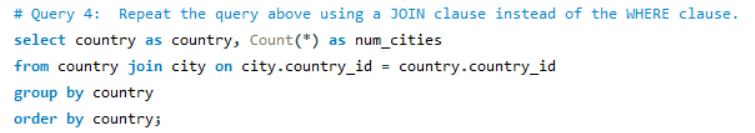 # Query 4:  Repeat the query above using a JOIN clause instead of the WHERE clause.
select country as country, Count(*) as num_cities
from country join city on city.country_id = country.country_id
group by country
order by country;